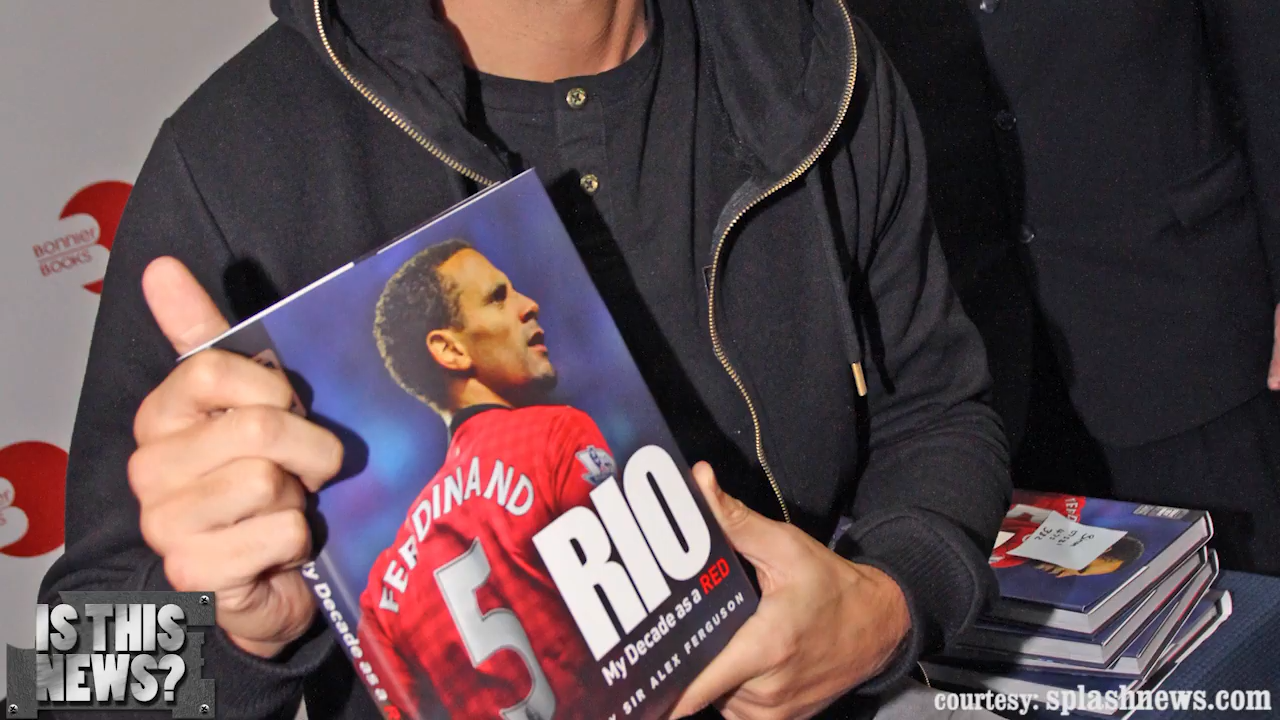 BONNIER
BOOKS
FERDINAND
5
RIO
My Decade as a RED
SIR ALEX FERGUSON
My Decade as a
IS THIS
NEWS?
courtesy: splashnews.com